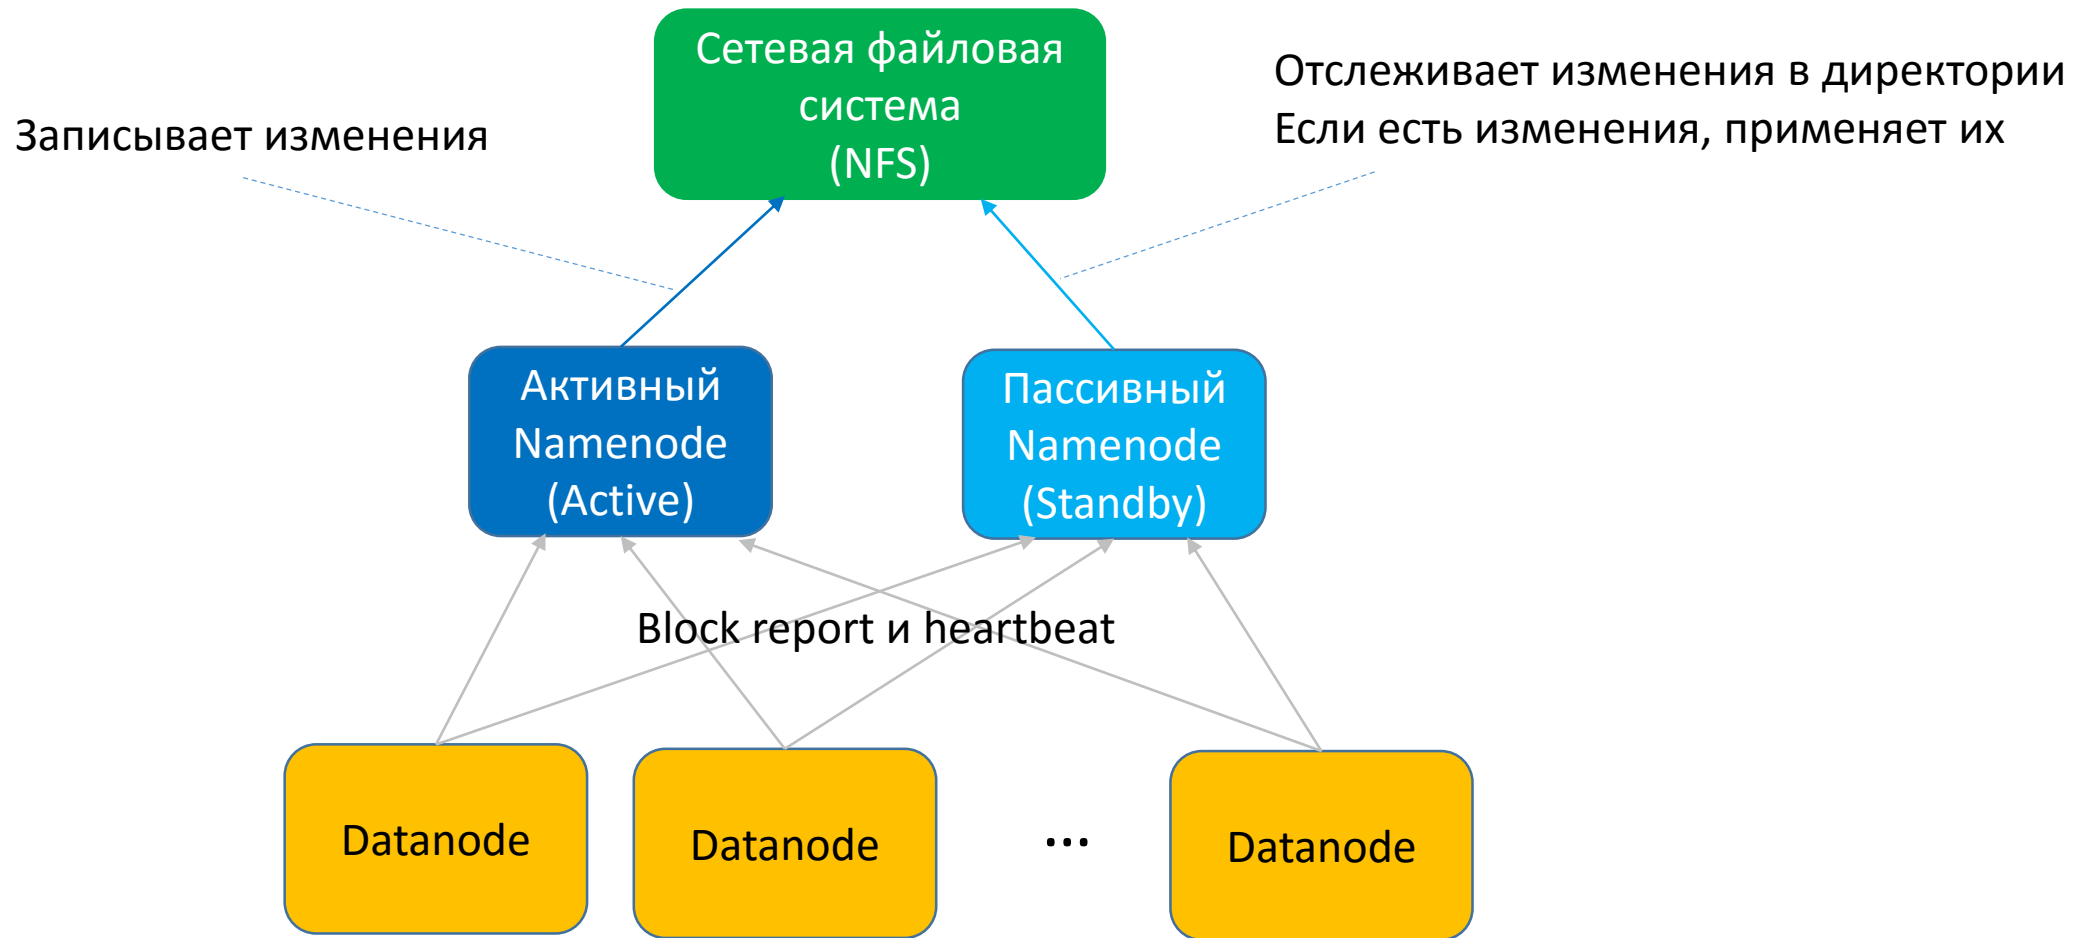 Сетевая файловая
система
(NFS)
Записывает изменения
Отслеживает изменения в директории
Если есть изменения, применяет их
Активный
Namenode
(Active)
Пассивный
Namenode
(Standby)
Block report и heartbeat
Datanode
Datanode
...
Datanode